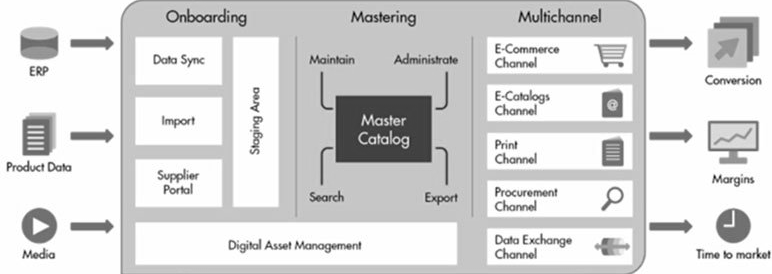 Onboarding
Mastering
Multichannel
ERP
Product Data
Media
Data Sync
Import
Supplier
Portal
Staging Area
Maintain
Administrate
Master
Catalog
Search
Export
Digital Asset Management
E-Commerce
Channel
E-Catalogs
Channel
@
Print
Channel
Procurement
Channel
Data Exchange
Channel
Conversion
Margins
Time to market